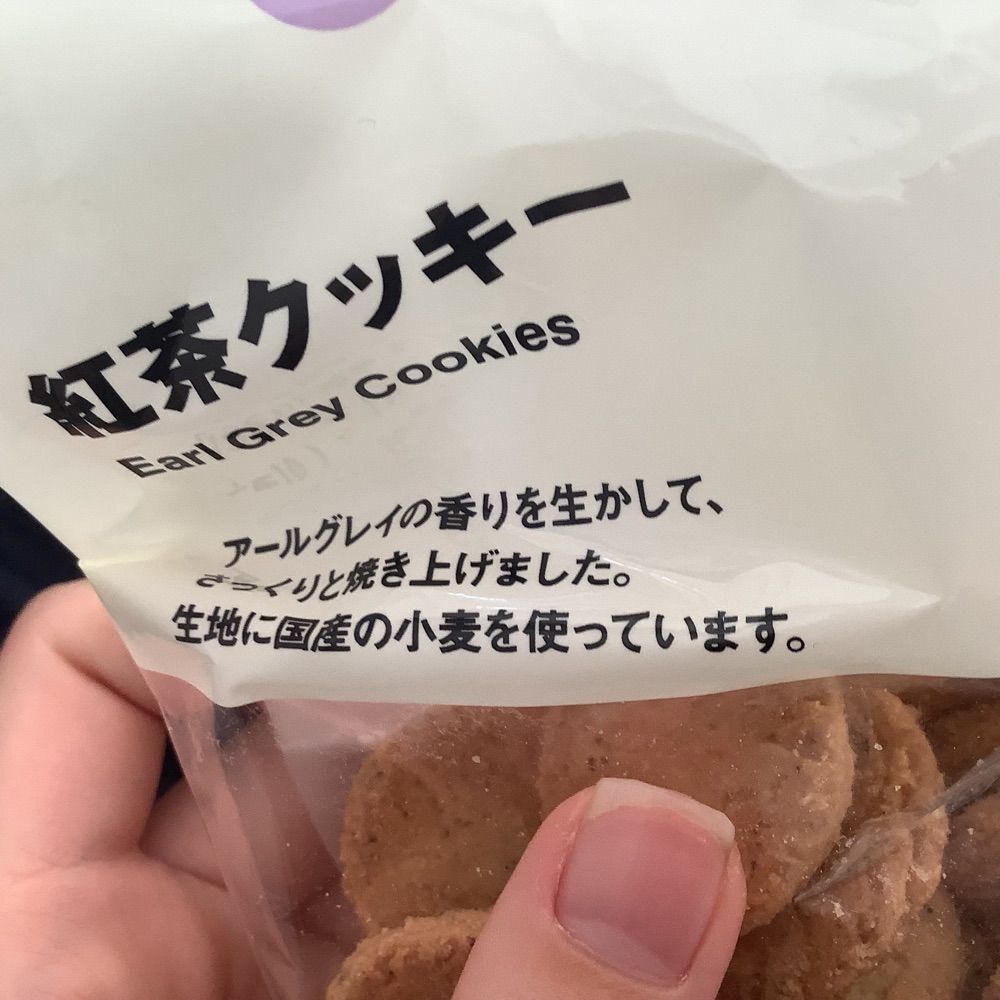 紅茶クッキー
Earl Grey Cookies
アールグレイの香りを生かして、
さっくりと焼き上げました。
生地に国産の小麦を使っています。